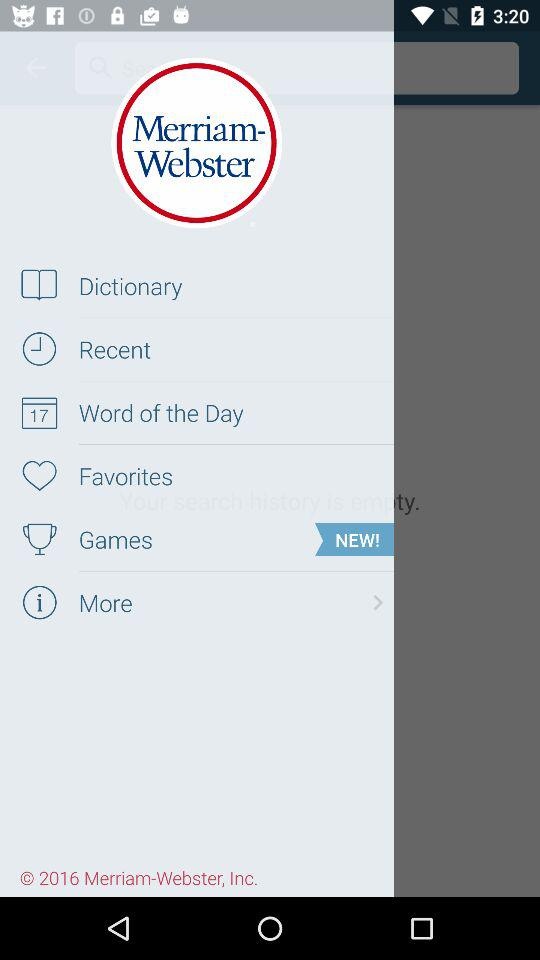 3:20
Merriam-
Webster
Dictionary
Recent
17
Word of the Day
Favorites
Your search history is empty.
Games
NEW!
More
© 2016 Merriam-Webster, Inc.